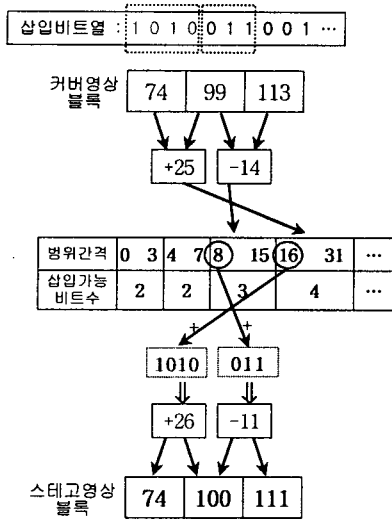 삽입비트열 : 1 0 1 0 0 1 1 0 0 1 ···
커버영상 블록 74 99 113
+25 -14
범위간격 0 3 4 7 8 15 16 31 ···
삽입가능 비트수 2 2 3 4 ···
+ +
1010 011
+26 -11
스테고영상 블록 74 100 111